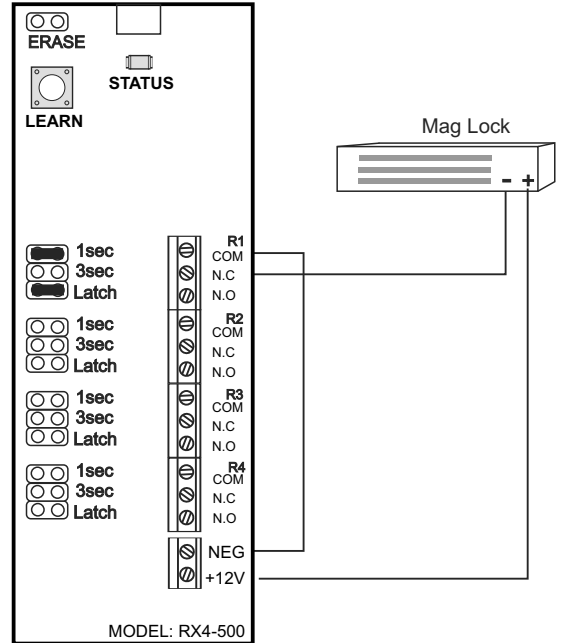 ERASE
STATUS
LEARN
Mag Lock
- +
R1
1sec COM
3sec N.C
Latch N.O
R2
1sec COM
3sec N.C
Latch N.O
R3
1sec COM
3sec N.C
Latch N.O
R4
1sec COM
3sec N.C
Latch N.O
NEG
+12V
MODEL: RX4-500